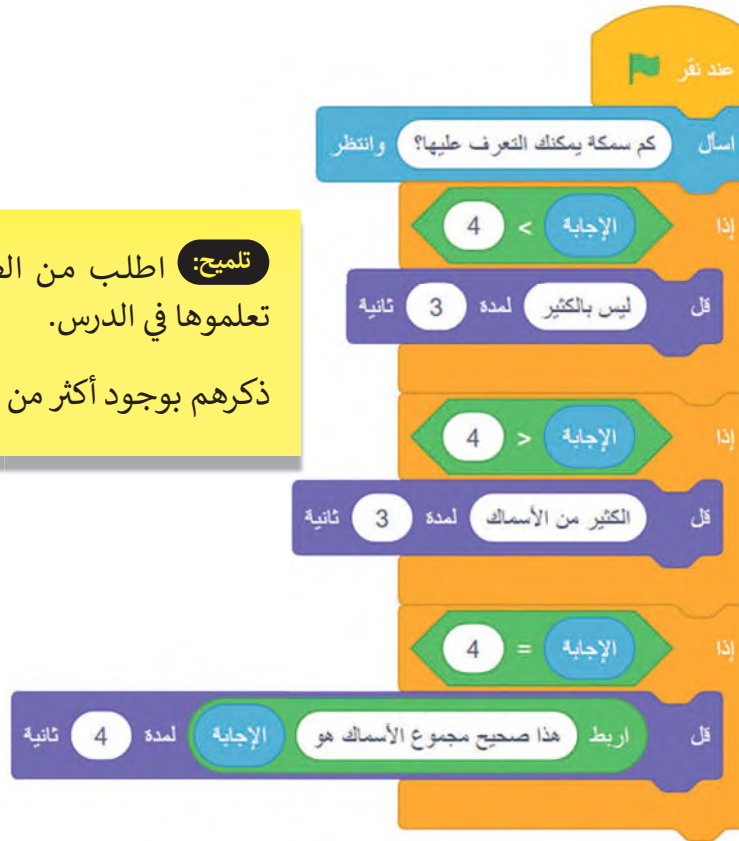 عند نقر
اسأل كم سمكة يمكنك التعرف عليها؟ وانتظر
إذا الإجابة < 4
قل ليس بالكثير لمدة 3 ثانية
إذا الإجابة > 4
قل الكثير من الأسماك لمدة 3 ثانية
إذا الإجابة = 4
قل اربط هذا صحيح مجموع الأسماك هو الإجابة لمدة 4 ثانية
تلميح: اطلب من
تعلموها في الدرس.
ذكرهم بوجود أكثر من